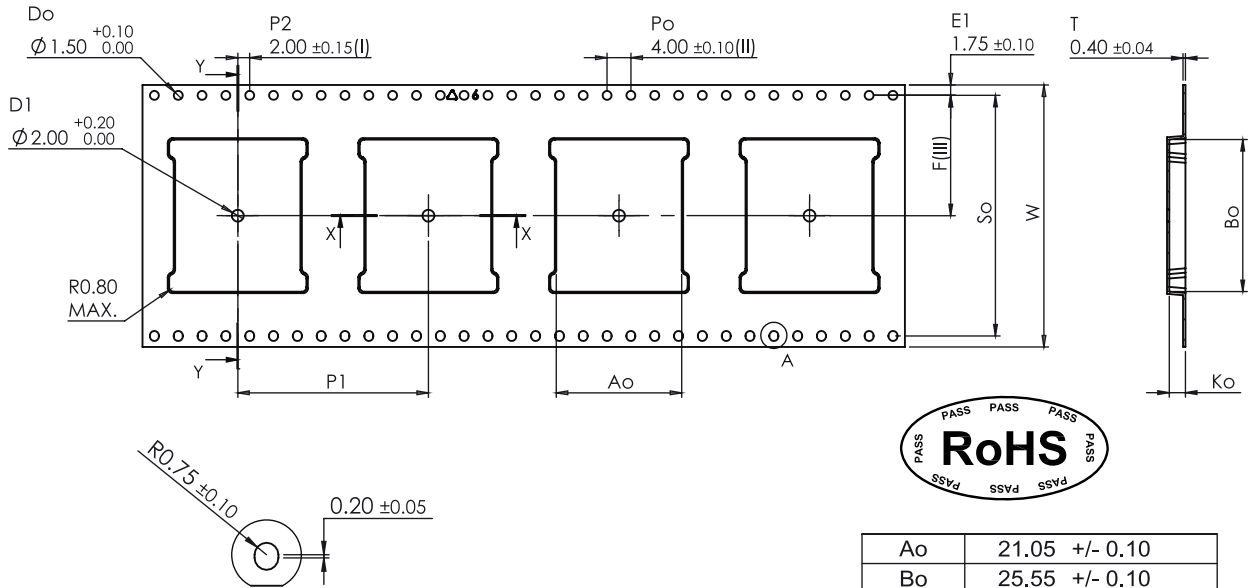 Do
Ø1.50 +0.10 0.00
P2
2.00 ±0.15(I)
Po
4.00 ±0.10(II)
E1
1.75 ±0.10
T
0.40 ±0.04
Y
D1
Ø2.00 +0.20 0.00
F(III)
So
W
Bo
X
X
R0.80
MAX.
Y
A
P1
Ao
Ko
R0.75 ±0.10
0.20 ±0.05
PASS PASS PASS
PASS RoHS PASS
PASS PASS PASS
Ao 21.05 +/- 0.10
Bo 25.55 +/- 0.10